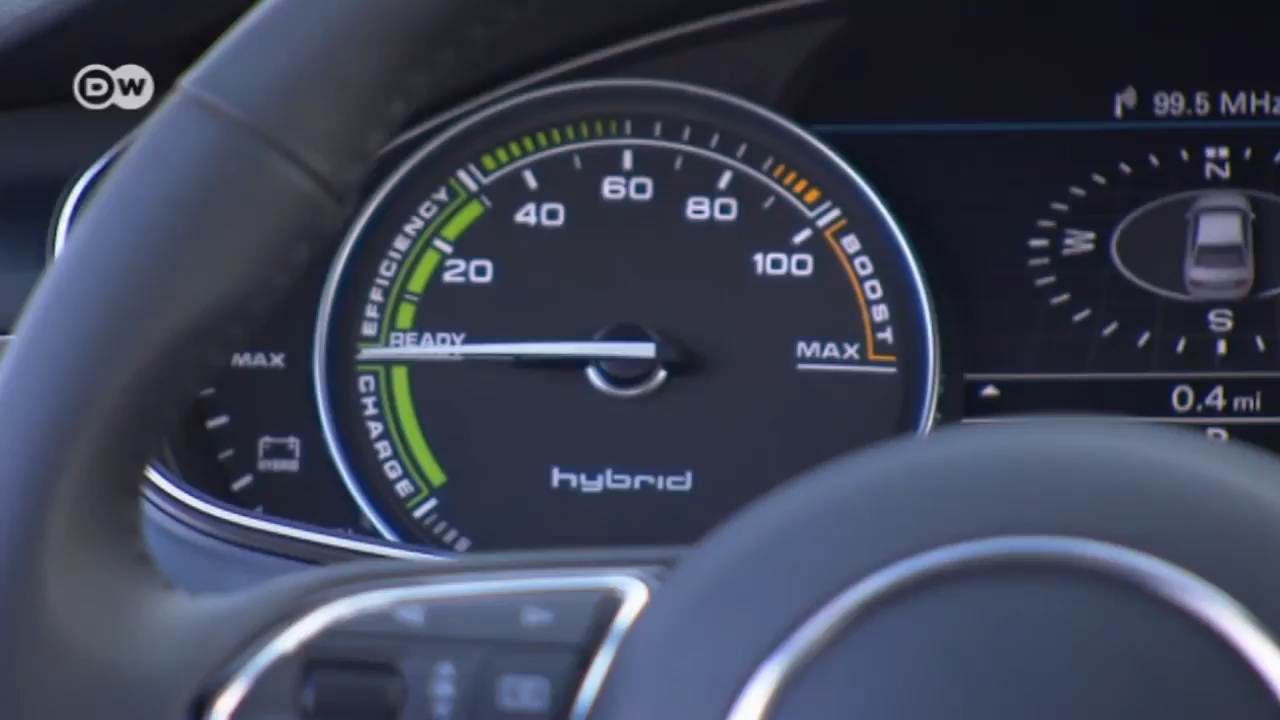 DW
99.5 MHz
N
W
S
EFFICIENCY
40
60
80
20
100
BOOST
READY
MAX
MAX
CHARGE
HYBRID
hybrid
0.4 mi